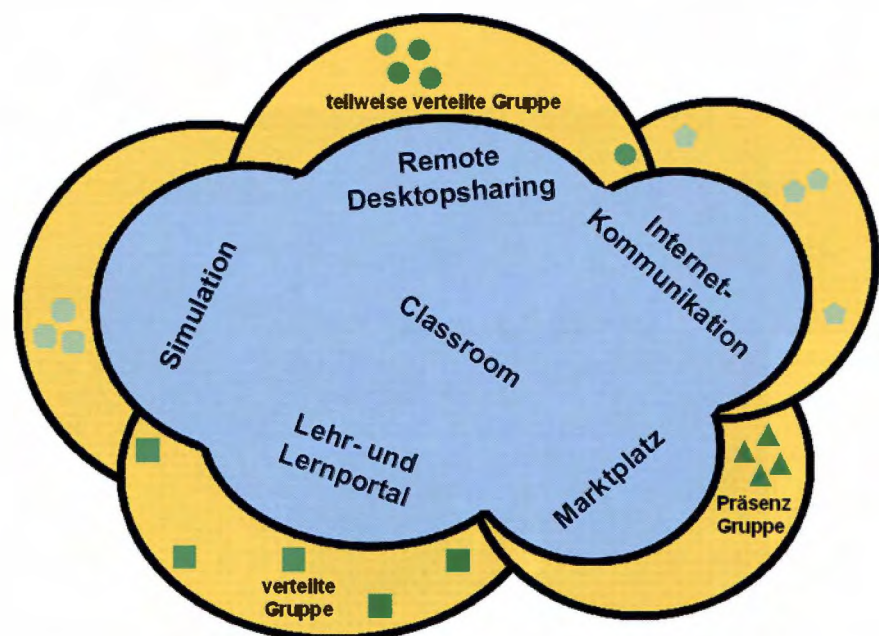 teilweise verteilte Gruppe
Remote
Desktopsharing
Internet-
Kommunikation
Simulation
Classroom
Lehr- und
Lernportal
Marktplatz
Präsenz
Gruppe
verteilte
Gruppe